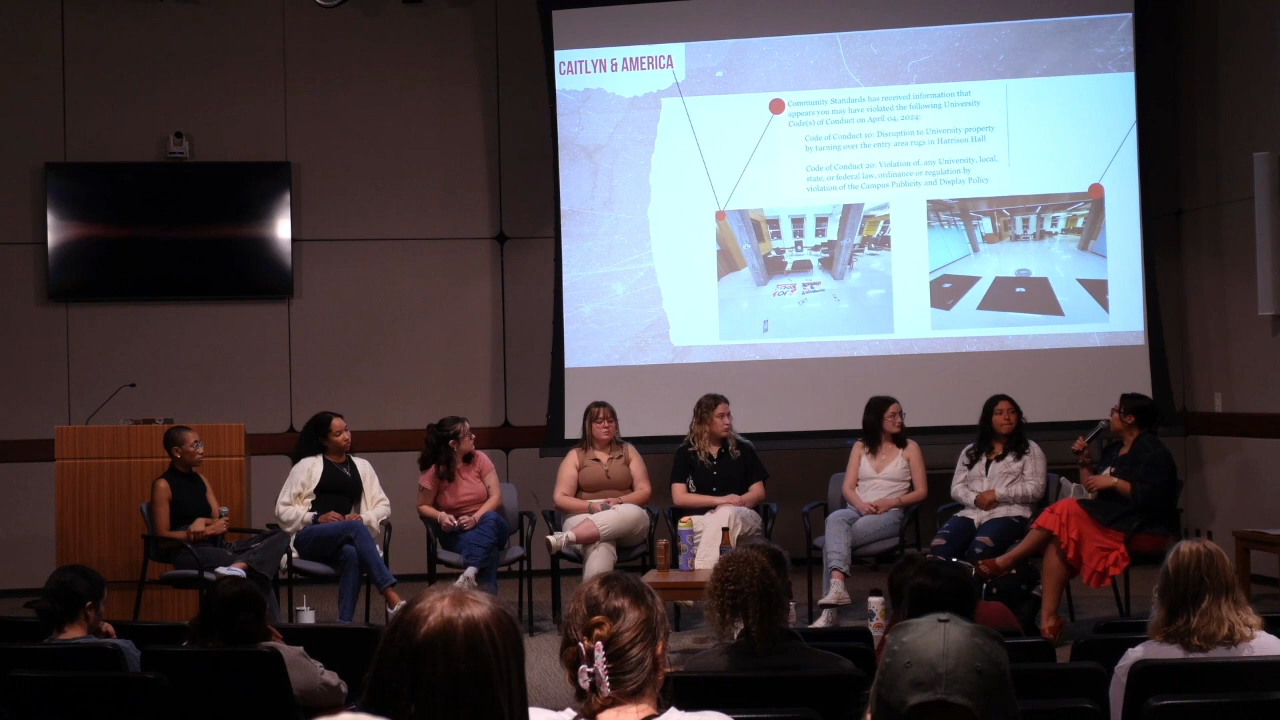 CAITLYN & AMERICA
Community Standards has received information that
appears you may have violated the following University
Code(s) of Conduct on April 04, 2024:
Code of Conduct 10: Disruption to University property
by turning over the entry area rugs in Harrison Hall
Code of Conduct 20: Violation of, any University, local,
state, or federal law, ordinance or regulation by
violation of the Campus Publicity and Display Policy